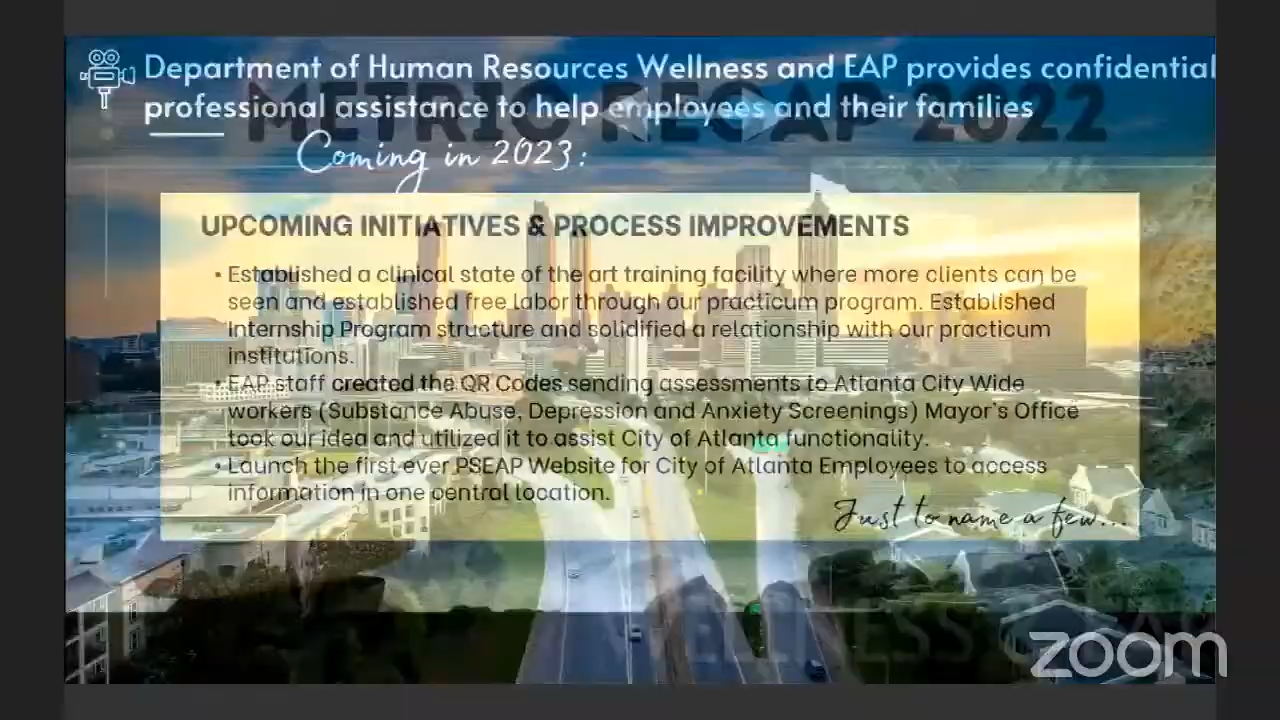 Department of Human Resources Wellness and EAP provides confidential
professional assistance to help employees and their families
METRIC RECAP 2022
Coming in 2023:
UPCOMING INITIATIVES & PROCESS IMPROVEMENTS
• Established a clinical state of the art training facility where more clients can be
seen and established free labor through our practicum program. Established
Internship Program structure and solidified a relationship with our practicum
institutions.
• EAP staff created the QR Codes sending assessments to Atlanta City Wide
workers (Substance Abuse, Depression and Anxiety Screenings) Mayor's Office
took our idea and utilized it to assist City of Atlanta functionality.
• Launch the first ever PSEAP Website for City of Atlanta Employees to access
information in one central location.
Just to name a few...
WELLNESS
zoom